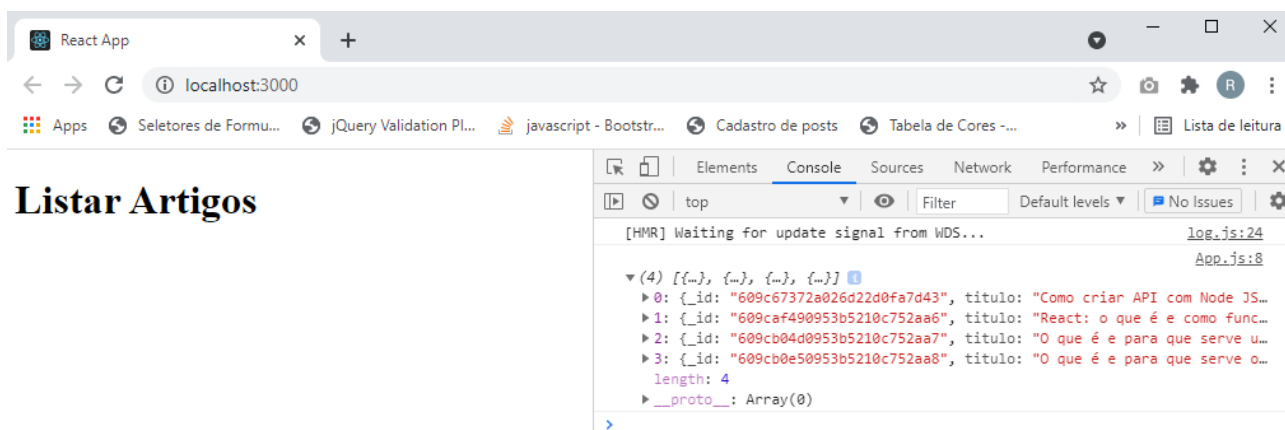 React App
localhost:3000
R
Apps Seletores de Formu... jQuery Validation Pl... javascript - Bootstr... Cadastro de posts Tabela de Cores -... » Lista de leitura
Listar Artigos
Elements Console Sources Network Performance »
top Filter Default levels ▼ No Issues
[HMR] Waiting for update signal from WDS... log.js:24
App.js:8
▼(4) [{…}, {…}, {…}, {…}] i
▶0: {_id: "609c67372a026d22d0fa7d43", titulo: "Como criar API com Node JS…
▶1: {_id: "609caf490953b5210c752aa6", titulo: "React: o que é e como func…
▶2: {_id: "609cb04d0953b5210c752aa7", titulo: "O que é e para que serve u…
▶3: {_id: "609cb0e50953b5210c752aa8", titulo: "O que é e para que serve o…
length: 4
▶__proto__: Array(0)
>